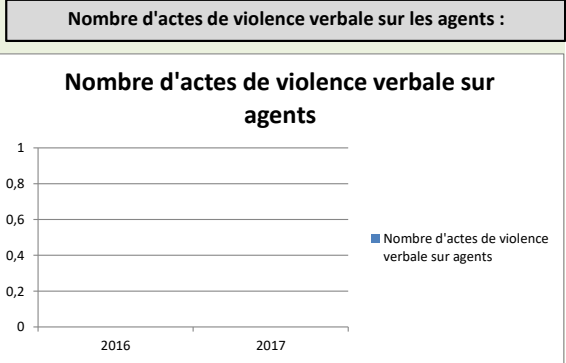 Nombre d'actes de violence verbale sur les agents :
Nombre d'actes de violence verbale sur
agents
1
0,8
0,6
0,4
0,2
0
2016 2017
Nombre d'actes de violence
verbale sur agents